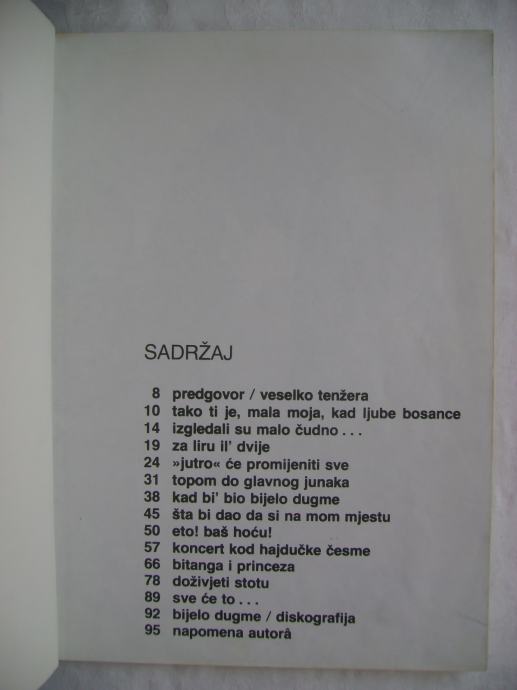 SADRŽAJ
8 predgovor / veselko tenžera
10 tako ti je, mala moja, kad ljube bosance
14 izgledali su malo čudno . . .
19 za liru il’ dvije
24 »jutro« će promijeniti sve
31 topom do glavnog junaka
38 kad bi’ bio bijelo dugme
45 šta bi dao da si na mom mjestu
50 eto! baš hoću!
57 koncert kod hajdučke česme
66 bitanga i princeza
78 doživjeti stotu
89 sve će to . . .
92 bijelo dugme / diskografija
95 napomena autorâ